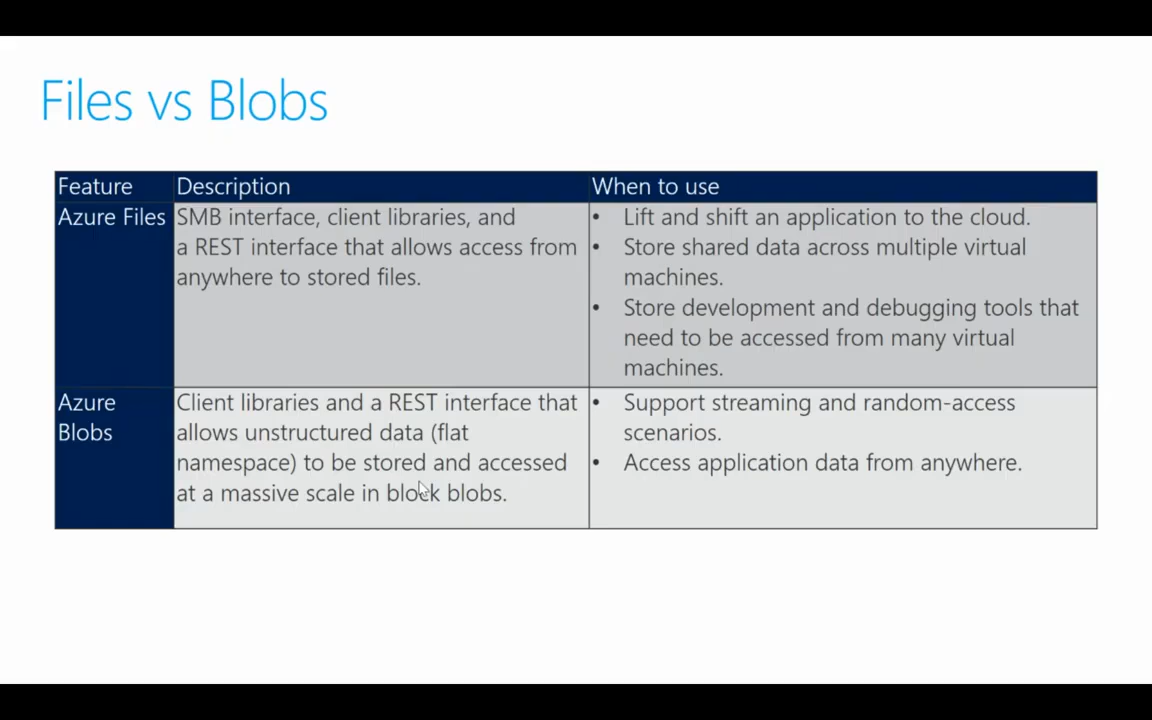 Files vs Blobs
Feature
Description
When to use
Azure Files
SMB interface, client libraries, and
a REST interface that allows access from
anywhere to stored files.
• Lift and shift an application to the cloud.
• Store shared data across multiple virtual
machines.
• Store development and debugging tools that
need to be accessed from many virtual
machines.
Azure
Blobs
Client libraries and a REST interface that
allows unstructured data (flat
namespace) to be stored and accessed
at a massive scale in block blobs.
• Support streaming and random-access
scenarios.
• Access application data from anywhere.